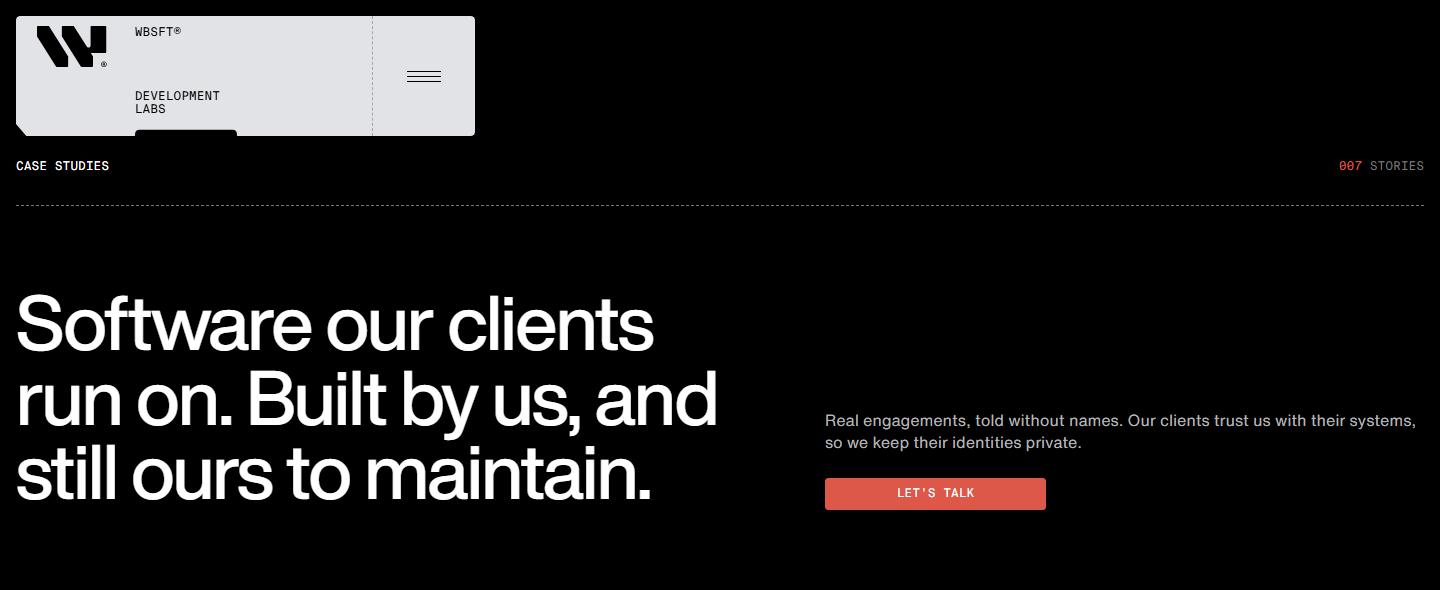 WBSFT®
DEVELOPMENT
LABS
CASE STUDIES
007 STORIES
Software our clients
run on. Built by us, and
still ours to maintain.
Real engagements, told without names. Our clients trust us with their systems,
so we keep their identities private.
LET'S TALK